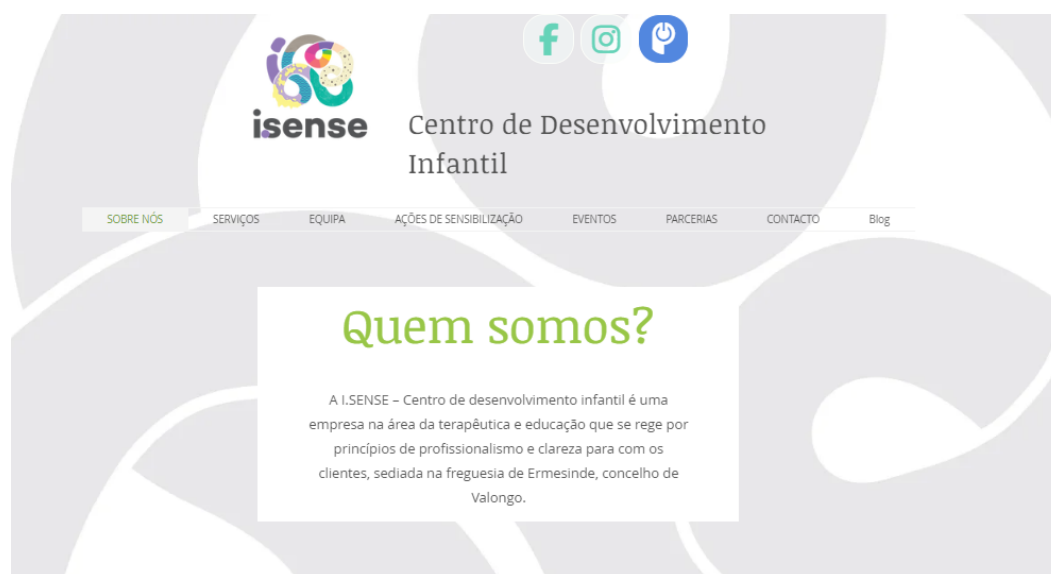 i.sense
Centro de Desenvolvimento
Infantil
SOBRE NÓS SERVIÇOS EQUIPA AÇÕES DE SENSIBILIZAÇÃO EVENTOS PARCERIAS CONTACTO Blog
Quem somos?
A I.SENSE – Centro de desenvolvimento infantil é uma
empresa na área da terapêutica e educação que se rege por
princípios de profissionalismo e clareza para com os
clientes, sediada na freguesia de Ermesinde, concelho de
Valongo.